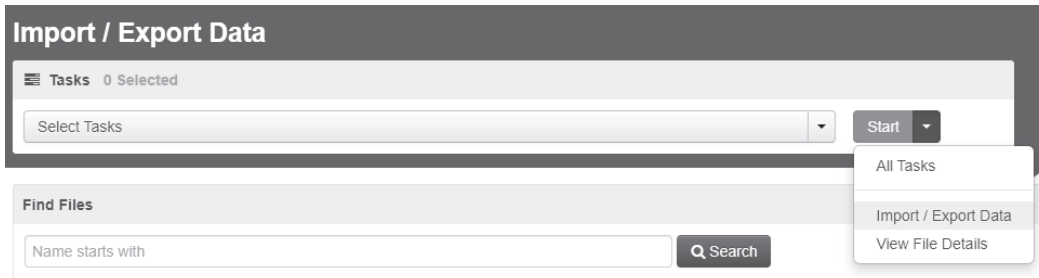 Import / Export Data
Tasks 0 Selected
Select Tasks
Start
All Tasks
Import / Export Data
View File Details
Find Files
Name starts with
Search